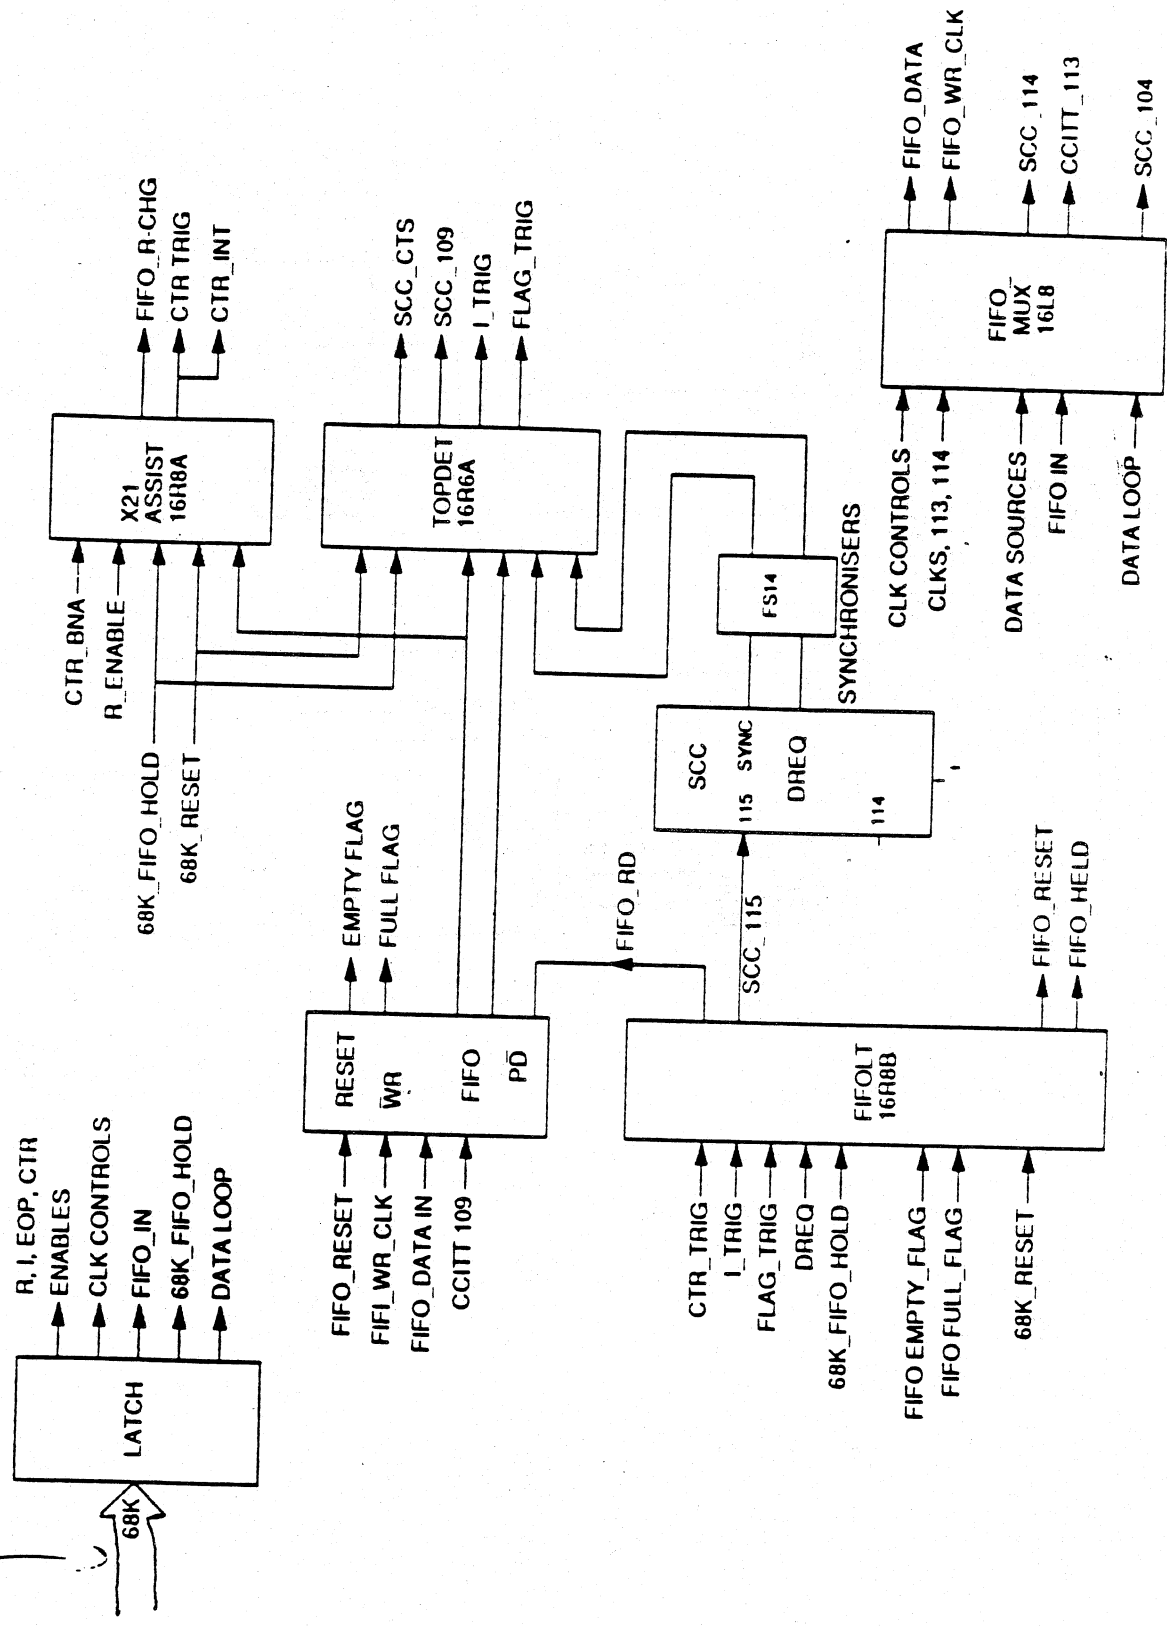 68K
LATCH
R, I, EOP, CTR
ENABLES
CLK CONTROLS
FIFO_IN
68K_FIFO_HOLD
DATA LOOP
CTR_BNA
R_ENABLE
68K_FIFO_HOLD
68K_RESET
X21
ASSIST
16R8A
FIFO_R-CHG
CTR TRIG
CTR_INT
FIFO_RESET
FIFI_WR_CLK
FIFO_DATA IN
CCITT 109
RESET
WR
FIFO
PD
EMPTY FLAG
FULL FLAG
TOPDET
16R6A
SCC_CTS
SCC_109
I_TRIG
FLAG_TRIG
FIFO_RD
SCC_115
CTR_TRIG
I_TRIG
FLAG_TRIG
DREQ
68K_FIFO_HOLD
FIFO EMPTY_FLAG
FIFO FULL_FLAG
68K_RESET
FIFOLT
16R8B
FIFO_RESET
FIFO_HELD
SCC
115 SYNC
DREQ
114
FS14
SYNCHRONISERS
CLK CONTROLS
CLKS, 113, 114
DATA SOURCES
FIFO IN
DATA LOOP
FIFO_
MUX
16L8
FIFO_DATA
FIFO_WR_CLK
SCC_114
CCITT_113
SCC_104